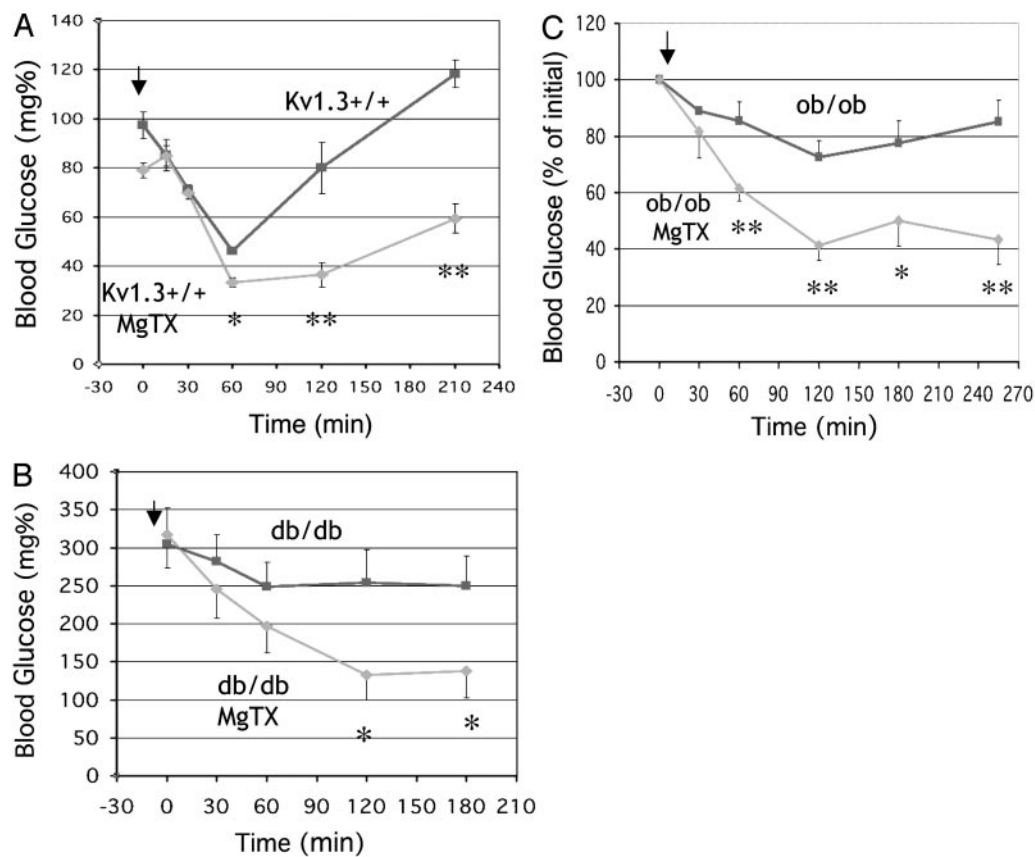 A
Blood Glucose (mg%)
140
120
100
80
60
40
20
0
Kv1.3+/+
Kv1.3+/+
MgTX
*
**
**
-30 0 30 60 90 120 150 180 210 240
Time (min)
C
Blood Glucose (% of initial)
120
100
80
60
40
20
0
ob/ob
ob/ob
MgTX
**
**
*
**
-30 0 30 60 90 120 150 180 210 240 270
Time (min)
B
Blood Glucose (mg%)
400
350
300
250
200
150
100
50
0
db/db
db/db
MgTX
*
*
-30 0 30 60 90 120 150 180 210
Time (min)